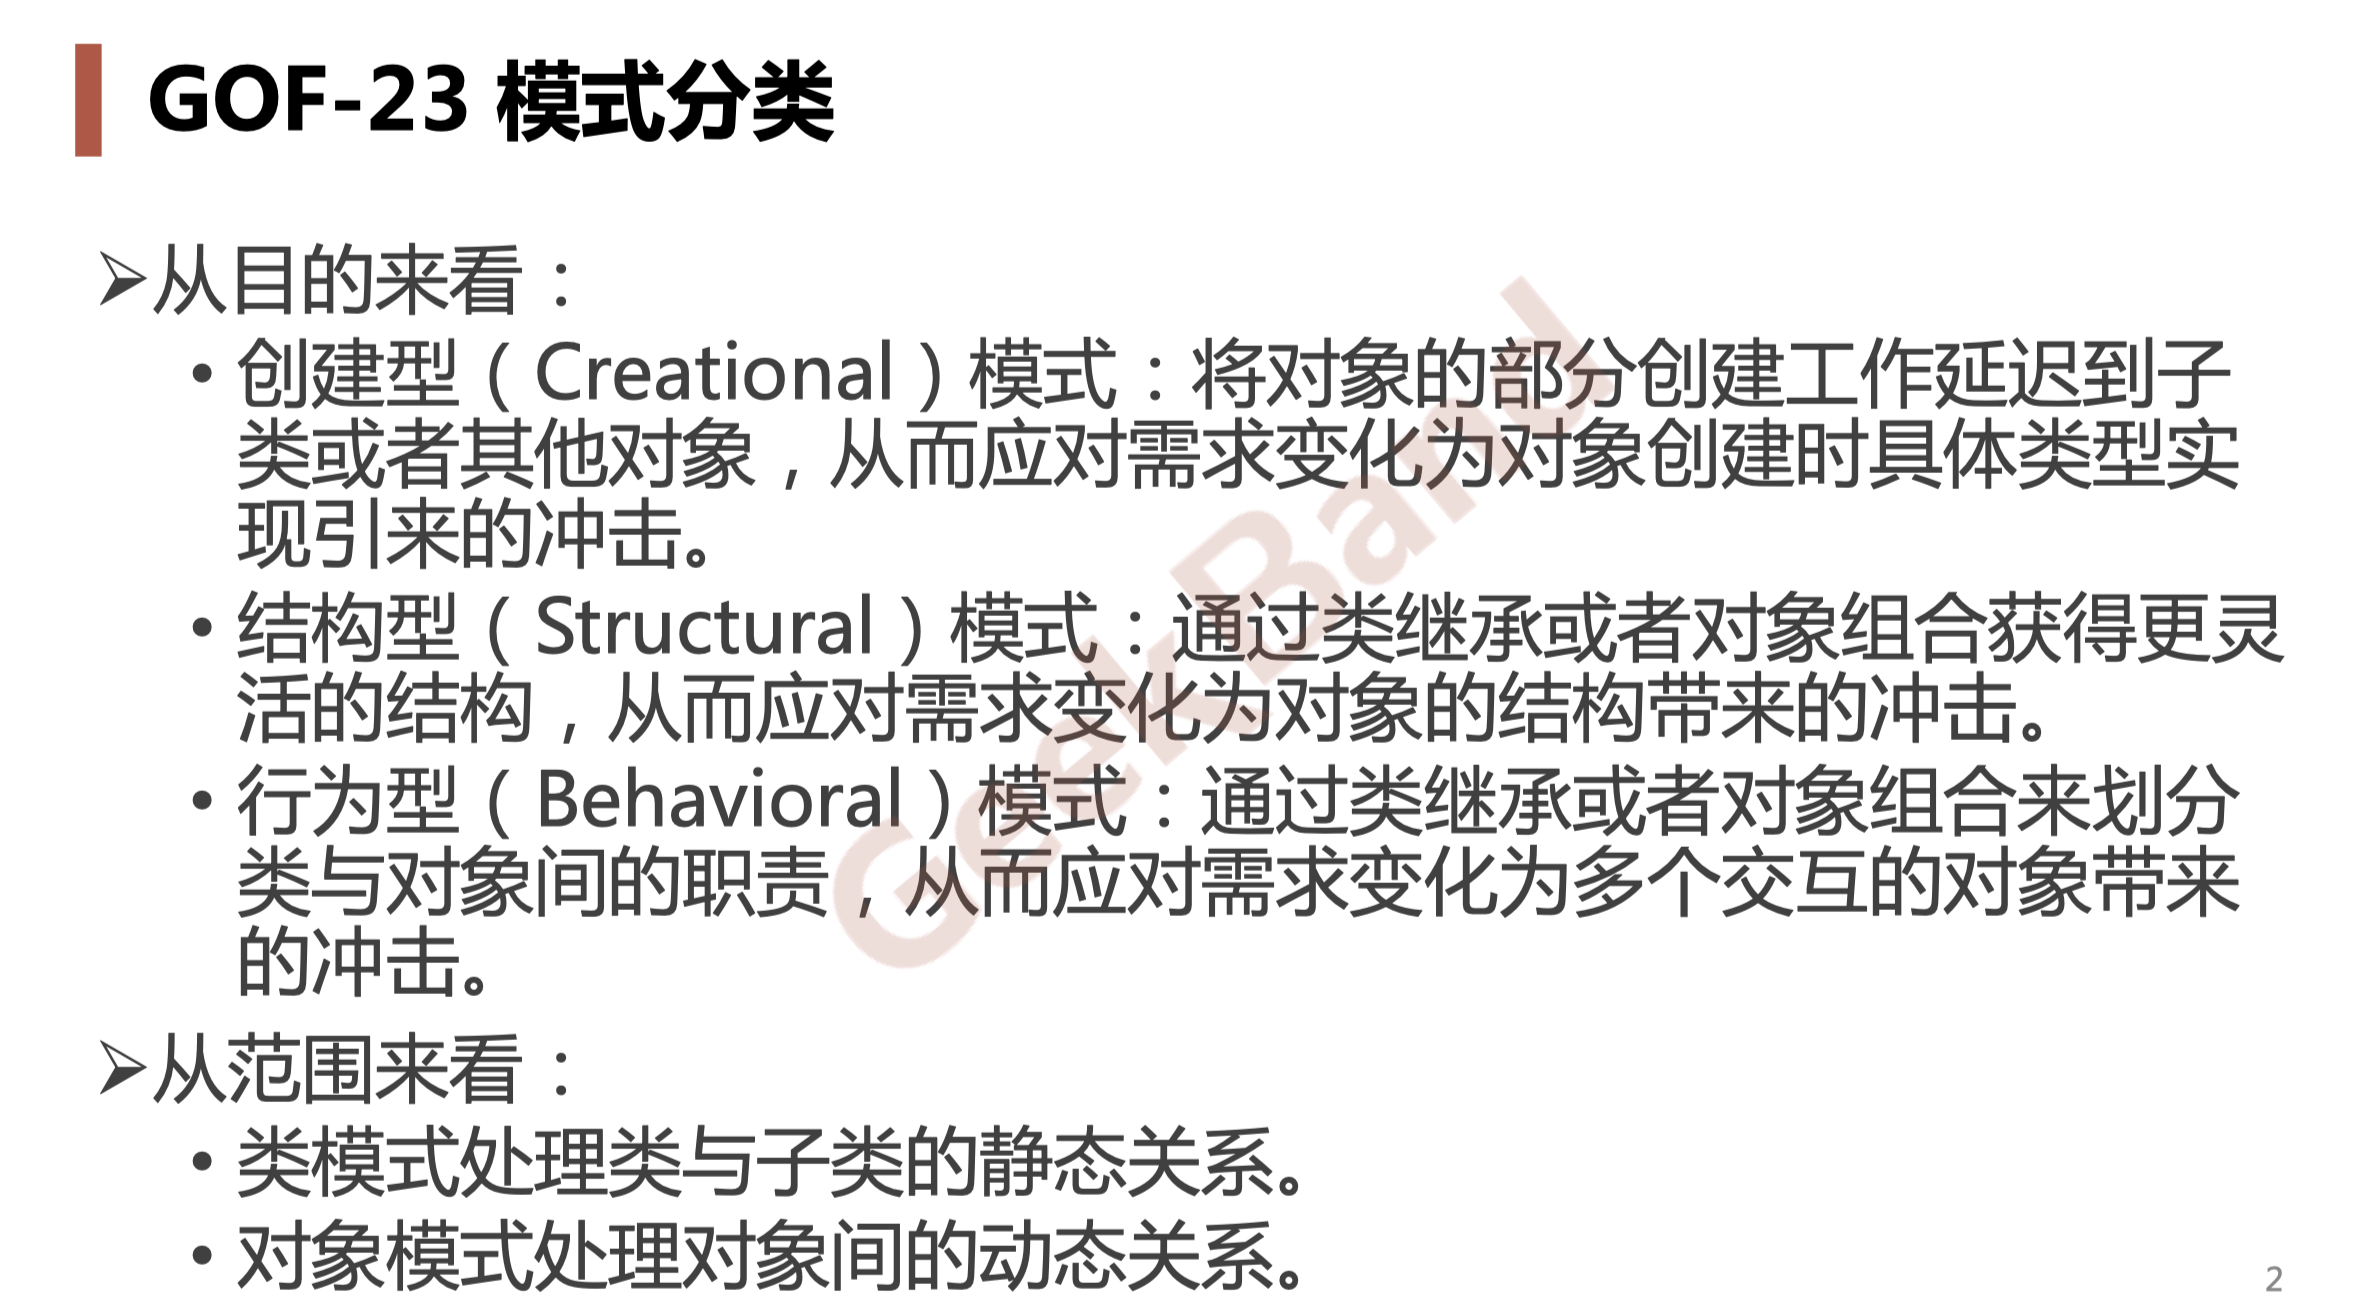 GOF-23 模式分类
➢从目的来看：
• 创建型（Creational）模式：将对象的部分创建工作延迟到子
类或者其他对象，从而应对需求变化为对象创建时具体类型实
现引来的冲击。
• 结构型（Structural）模式：通过类继承或者对象组合获得更灵
活的结构，从而应对需求变化为对象的结构带来的冲击。
• 行为型（Behavioral）模式：通过类继承或者对象组合来划分
类与对象间的职责，从而应对需求变化为多个交互的对象带来
的冲击。
➢从范围来看：
• 类模式处理类与子类的静态关系。
• 对象模式处理对象间的动态关系。
GeekBand
2